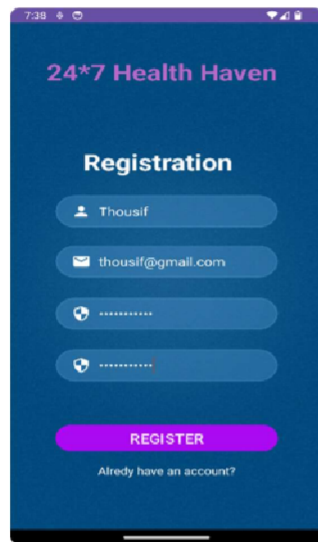 7:38
24*7 Health Haven
Registration
Thousif
thousif@gmail.com
•••••••••••
•••••••••••
REGISTER
Alredy have an account?